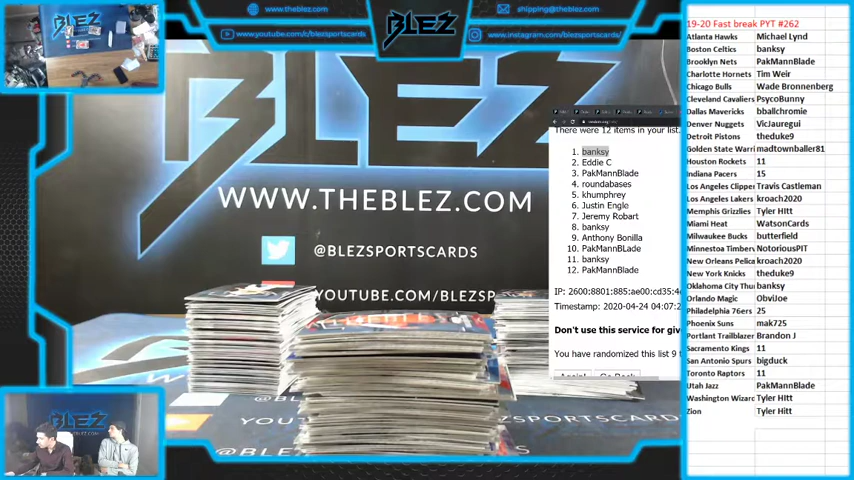 www.theblez.com
shipping@theblez.com
www.youtube.com/c/blezsportscards
www.instagram.com/blezsportscards/
BLEZ
WWW.THEBLEZ.COM
@BLEZSPORTSCARDS
YOUTUBE.COM/BLEZSP
There were 12 items in your list.
1. banksy
2. Eddie C
3. PakMannBlade
4. roundabases
5. khumphrey
6. Justin Engle
7. Jeremy Robart
8. banksy
9. Anthony Bonilla
10. PakMannBLade
11. banksy
12. PakMannBlade
IP: 2600:8801:885:ae00:cd35:4
Timestamp: 2020-04-24 04:07:2
Don't use this service for giv
You have randomized this list 9 t
Again! Go Back
19-20 Fast break PYT #262
Atlanta Hawks Michael Lynd
Boston Celtics banksy
Brooklyn Nets PakMannBlade
Charlotte Hornets Tim Weir
Chicago Bulls Wade Bronnenberg
Cleveland Cavaliers PsycoBunny
Dallas Mavericks bballchromie
Denver Nuggets VicJauregui
Detroit Pistons theduke9
Golden State Warri madtownballer81
Houston Rockets 11
Indiana Pacers 15
Los Angeles Clipper Travis Castleman
Los Angeles Lakers kroach2020
Memphis Grizzlies Tyler HItt
Miami Heat WatsonCards
Milwaukee Bucks butterfield
Minnestoa Timberv NotoriousPIT
New Orleans Pelica kroach2020
New York Knicks theduke9
Oklahoma City Thu banksy
Orlando Magic ObviJoe
Philadelphia 76ers 25
Phoenix Suns mak725
Portlant Trailblazer Brandon J
Sacramento Kings 11
San Antonio Spurs bigduck
Toronto Raptors 11
Utah Jazz PakMannBlade
Washington Wizard Tyler HItt
Zion Tyler Hitt
SPORTSCARDS
BLEZ